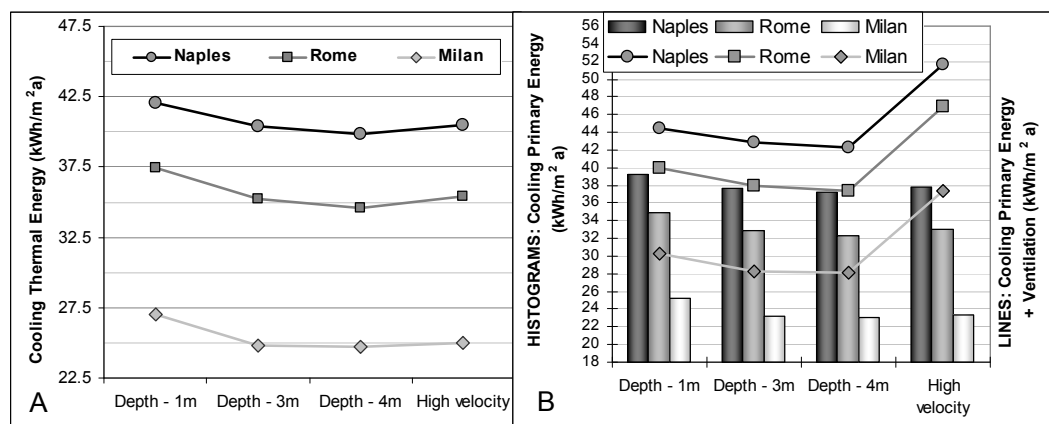 47.5
42.5
37.5
32.5
27.5
22.5
Cooling Thermal Energy (kWh/m² a)
Naples Rome Milan
Depth - 1m Depth - 3m Depth - 4m High velocity
A
56
54
52
50
48
46
44
42
40
38
36
34
32
30
28
26
24
22
20
18
HISTOGRAMS: Cooling Primary Energy
(kWh/m² a)
Naples Rome Milan
Naples Rome Milan
Depth - 1m Depth - 3m Depth - 4m High
velocity
LINES: Cooling Primary Energy
+ Ventilation (kWh/m² a)
B